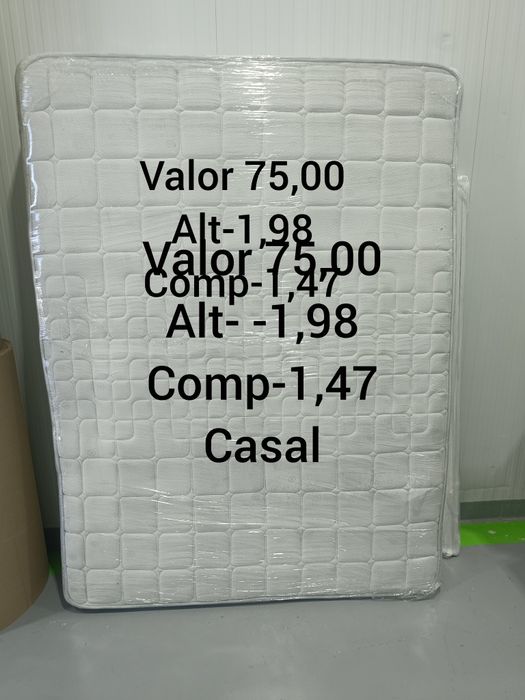 Valor 75,00
Alt-1,98
Valor 75,00
Comp-1,47
Alt- -1,98
Comp-1,47
Casal